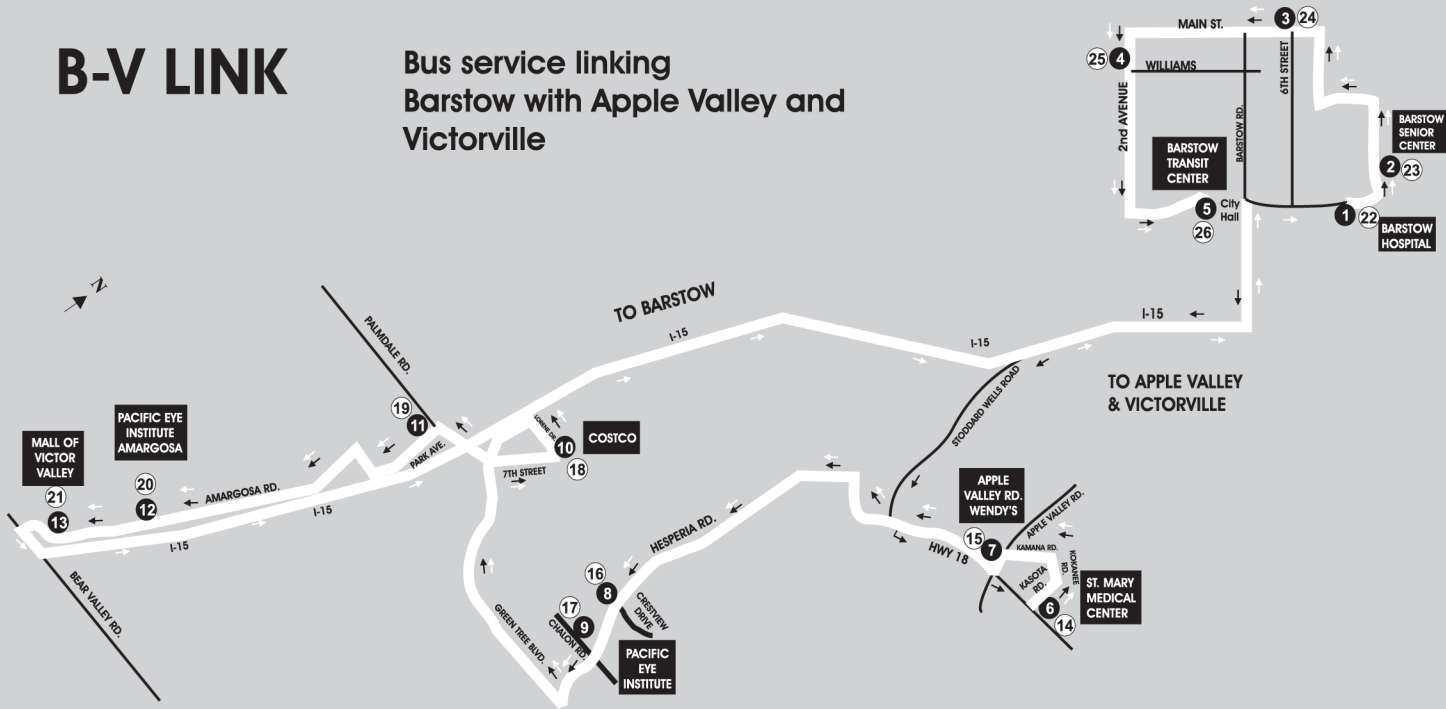 B-V LINK
Bus service linking
Barstow with Apple Valley and
Victorville
MAIN ST.
3
24
25
4
WILLIAMS
2nd AVENUE
BARSTOW RD.
6TH STREET
BARSTOW
SENIOR
CENTER
2
23
BARSTOW
TRANSIT
CENTER
5
City
Hall
26
1
22
BARSTOW
HOSPITAL
N
TO BARSTOW
I-15
I-15
I-15
TO APPLE VALLEY
& VICTORVILLE
STODDARD WELLS ROAD
PALMDALE RD.
19
11
PARK AVE.
LORENE DR.
10
COSTCO
18
7TH STREET
PACIFIC EYE
INSTITUTE
AMARGOSA
MALL OF
VICTOR
VALLEY
21
13
20
12
AMARGOSA RD.
I-15
I-15
BEAR VALLEY RD.
GREEN TREE BLVD.
HESPERIA RD.
16
8
17
9
CHALON RD.
CRESTVIEW
DRIVE
PACIFIC
EYE
INSTITUTE
HWY 18
APPLE
VALLEY RD.
WENDY'S
15
7
APPLE VALLEY RD.
KAMANA RD.
KOKANEE
RD.
KASOTA
RD.
6
14
ST. MARY
MEDICAL
CENTER